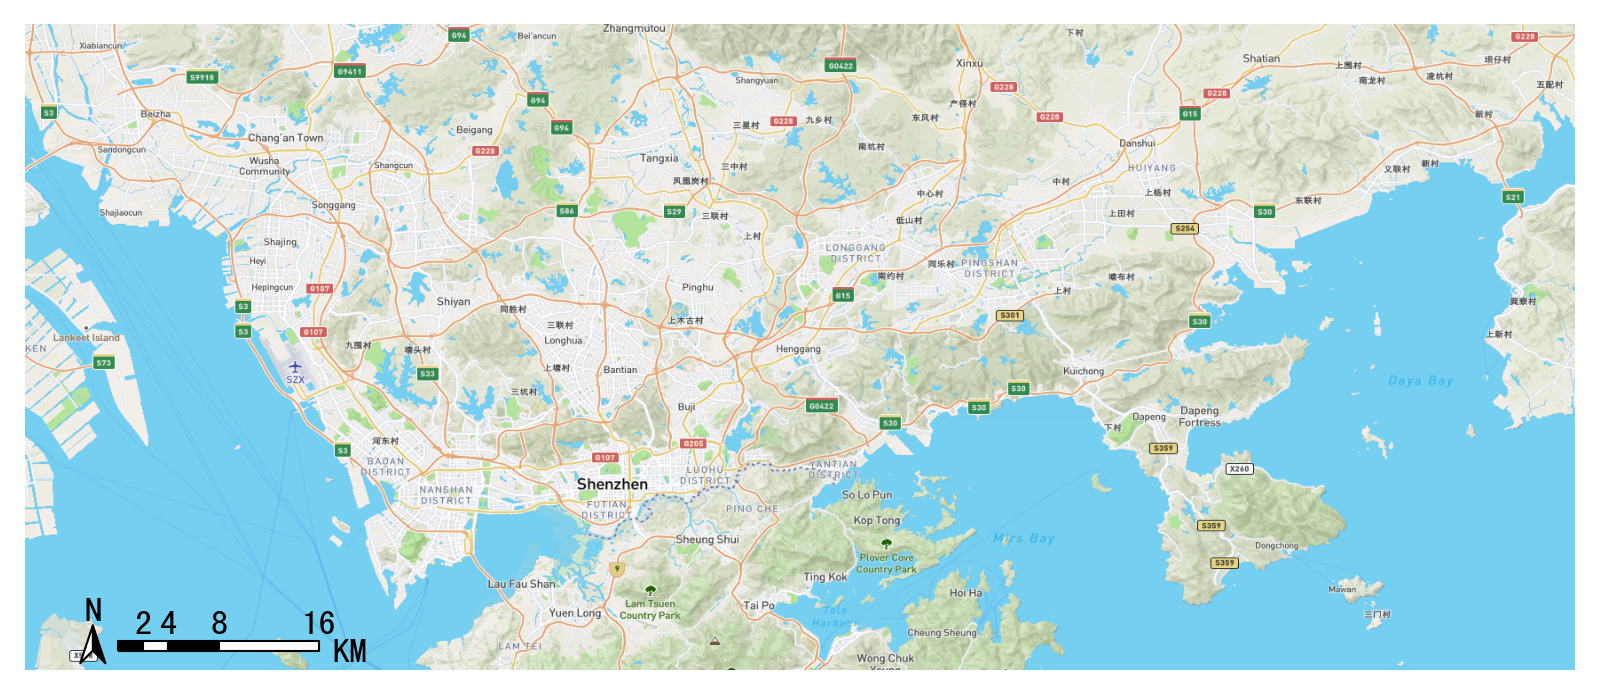 Zhangmutou
G94
Bei'ancun
下村
G228
Xiabiancun
Shatian
坝仔村
Xinxu
G0422
上围村
G9411
S9918
凌坑村
Shangyuan
南龙村
五配村
G228
G228
G94
产径村
S3
Beizha
G15
新村
G228
九乡村
东风村
G228
三星村
G94
Beigang
Chang'an Town
Danshui
南坑村
Sandongcun
G228
Tangxia
Wusha
Community
Shangcun
三中村
HUIYANG
新村
义联村
凤凰岗村
中村
中心村
上杨村
S21
东联村
Songgang
Shajiaocun
S86
S29
三联村
低山村
上田村
S30
S254
上村
Shajing
LONGGANG
DISTRICT
Heyi
同乐村
PINGSHAN
DISTRICT
南约村
塘布村
Hepingcun
G107
Pinghu
上村
G15
Shiyan
巽寮村
S3
同胜村
S301
上木古村
S30
三联村
S3
G107
上新村
Lankeet Island
Longhua
KEN
九围村
塘头村
Henggang
S73
SZX
上塘村
Bantian
Kuichong
S33
Daya Bay
三坑村
S30
Buji
G0422
S30
Dapeng
Fortress
Dapeng
S30
下村
河东村
G205
S3
S359
G107
BAOAN
DISTRICT
LUOHU
DISTRICT
YANTIAN
DISTRICT
X260
Shenzhen
NANSHAN
DISTRICT
So Lo Pun
FUTIAN
DISTRICT
PING CHE
Kop Tong
S359
Sheung Shui
Mirs Bay
Dongchong
Plover Cove
Country Park
S359
9
Ting Kok
Lau Fau Shan
Mawan
Hoi Ha
Lam Tsuen
Country Park
Tai Po
Yuen Long
Tolo
Harbour
三门村
N
2 4 8 16
KM
Cheung Sheung
LAM TEI
Wong Chuk